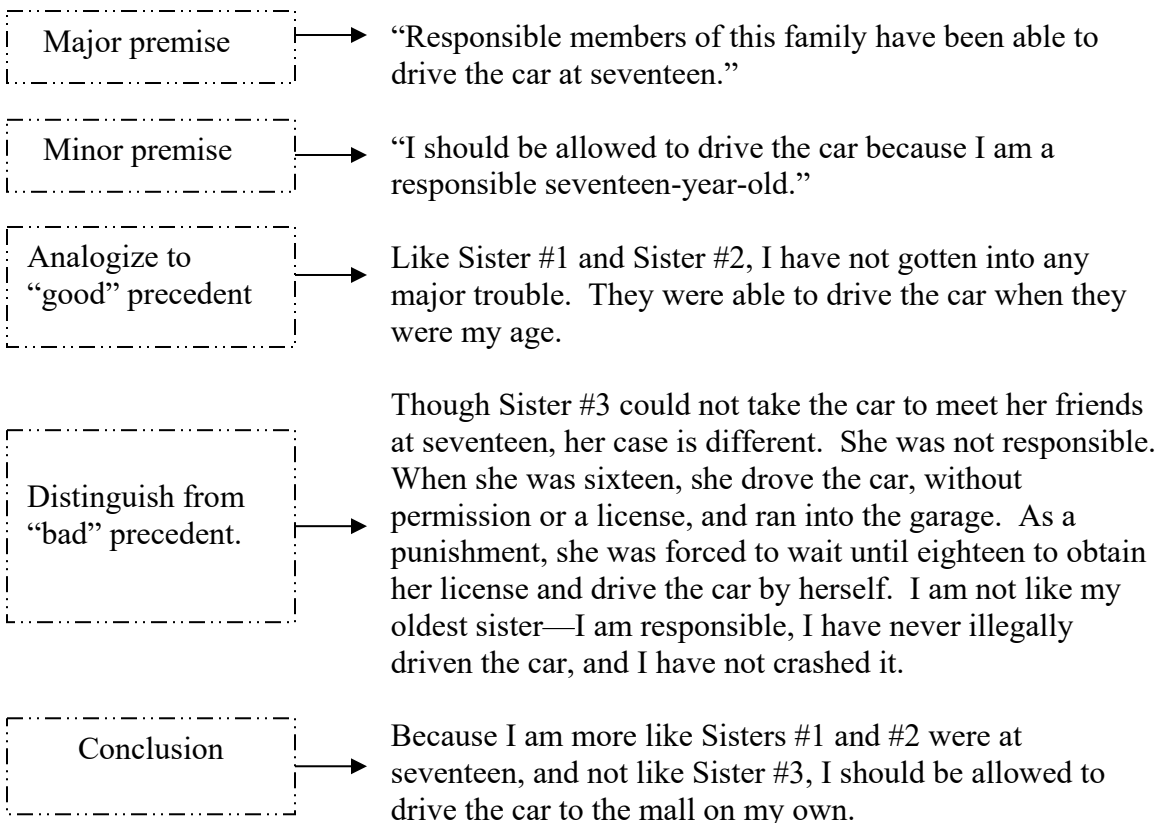 Major premise
“Responsible members of this family have been able to
drive the car at seventeen.”
Minor premise
“I should be allowed to drive the car because I am a
responsible seventeen-year-old.”
Analogize to
“good” precedent
Like Sister #1 and Sister #2, I have not gotten into any
major trouble.  They were able to drive the car when they
were my age.
Distinguish from
“bad” precedent.
Though Sister #3 could not take the car to meet her friends
at seventeen, her case is different.  She was not responsible.
When she was sixteen, she drove the car, without
permission or a license, and ran into the garage.  As a
punishment, she was forced to wait until eighteen to obtain
her license and drive the car by herself.  I am not like my
oldest sister—I am responsible, I have never illegally
driven the car, and I have not crashed it.
Conclusion
Because I am more like Sisters #1 and #2 were at
seventeen, and not like Sister #3, I should be allowed to
drive the car to the mall on my own.